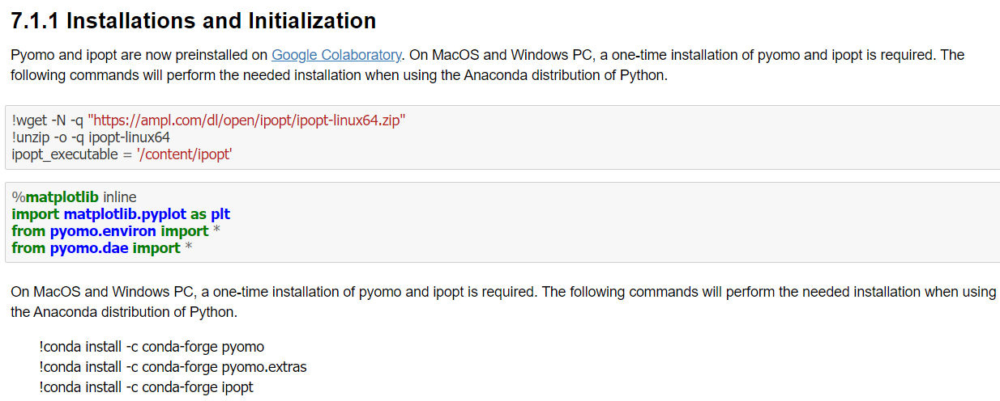 7.1.1 Installations and Initialization
Pyomo and ipopt are now preinstalled on Google Colaboratory. On MacOS and Windows PC, a one-time installation of pyomo and ipopt is required. The
following commands will perform the needed installation when using the Anaconda distribution of Python.
!wget -N -q "https://ampl.com/dl/open/ipopt/ipopt-linux64.zip"
!unzip -o -q ipopt-linux64
ipopt_executable = '/content/ipopt'
%matplotlib inline
import matplotlib.pyplot as plt
from pyomo.environ import *
from pyomo.dae import *
On MacOS and Windows PC, a one-time installation of pyomo and ipopt is required. The following commands will perform the needed installation when using
the Anaconda distribution of Python.
!conda install -c conda-forge pyomo
!conda install -c conda-forge pyomo.extras
!conda install -c conda-forge ipopt